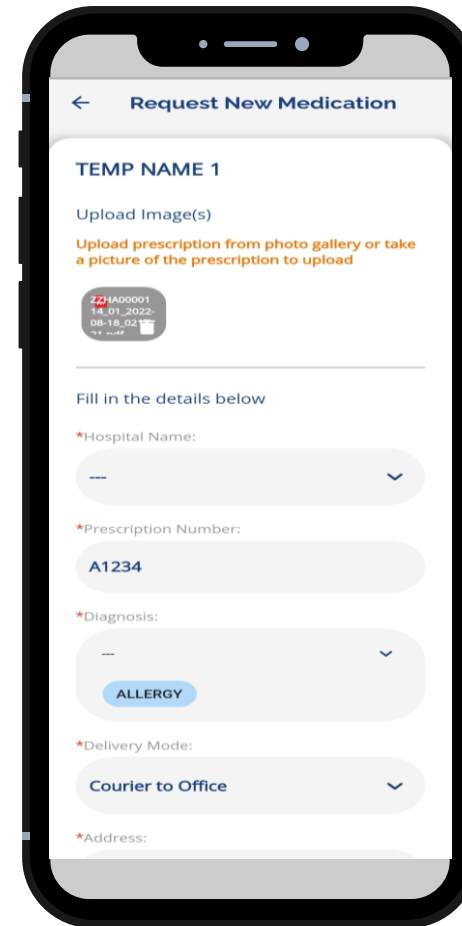 Request New Medication
TEMP NAME 1
Upload Image(s)
Upload prescription from photo gallery or take
a picture of the prescription to upload
ZZHA00001
14_01_2022-
08-18_021
Fill in the details below
*Hospital Name:
---
*Prescription Number:
A1234
*Diagnosis:
---
ALLERGY
*Delivery Mode:
Courier to Office
*Address: